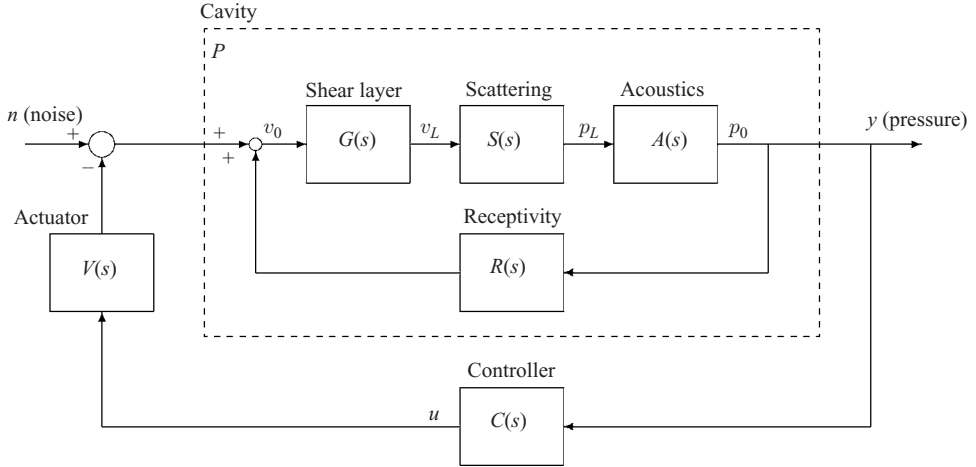 Cavity
P
Shear layer
Scattering
Acoustics
n (noise)
+
+
+
−
v0
G(s)
vL
S(s)
pL
A(s)
p0
y (pressure)
Actuator
V(s)
Receptivity
R(s)
Controller
u
C(s)